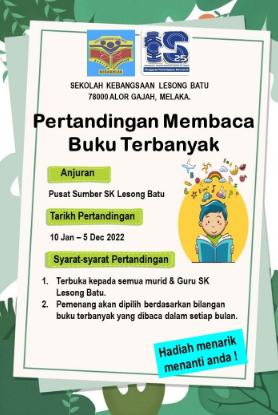 SEKOLAH KEBANGSAAN LESONG BATU
78000 ALOR GAJAH, MELAKA.
Pertandingan Membaca
Buku Terbanyak
Anjuran
Pusat Sumber SK Lesong Batu
Tarikh Pertandingan
10 Jan – 5 Dec 2022
Syarat-syarat Pertandingan
1. Terbuka kepada semua murid & Guru SK
Lesong Batu.
2. Pemenang akan dipilih berdasarkan bilangan
buku terbanyak yang dibaca dalam setiap bulan.
Hadiah menarik
menanti anda !